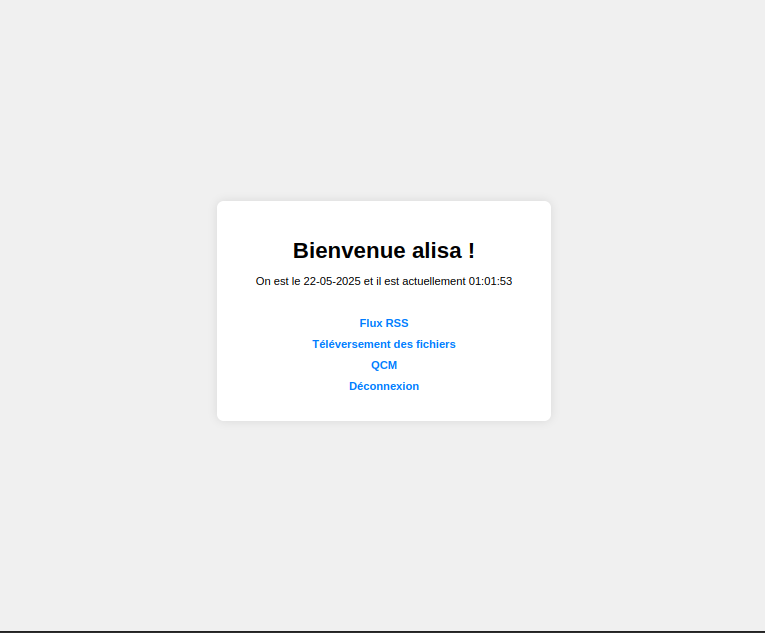 Bienvenue alisa !
On est le 22-05-2025 et il est actuellement 01:01:53
Flux RSS
Téléversement des fichiers
QCM
Déconnexion